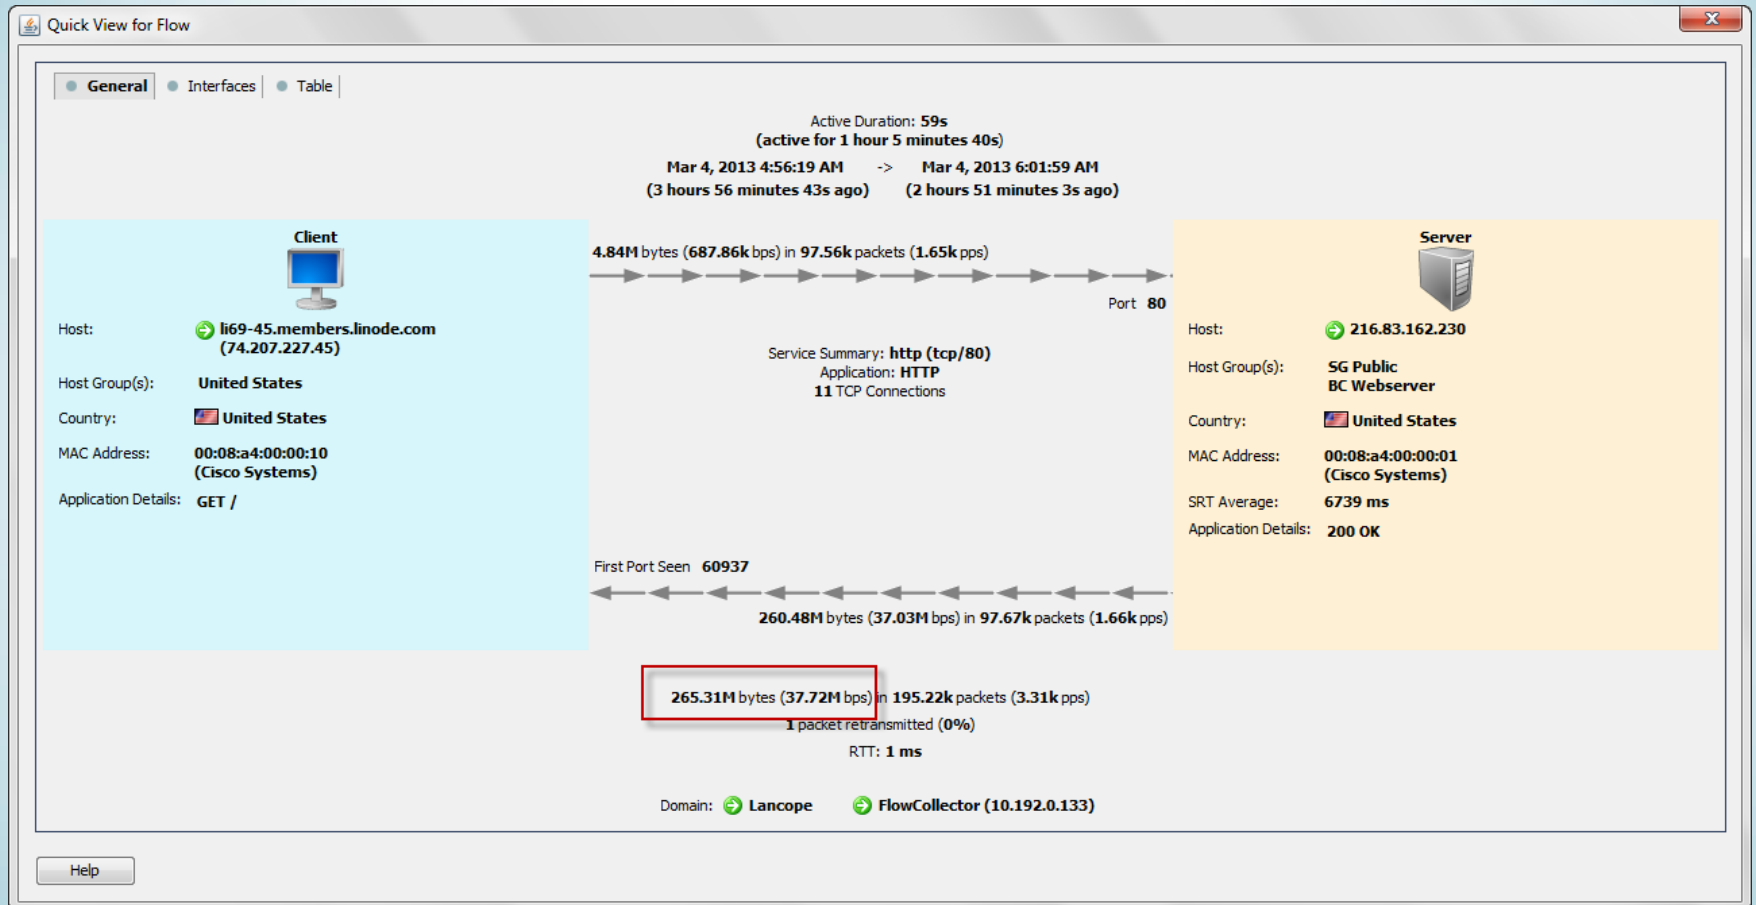 Quick View for Flow
General Interfaces Table
Active Duration: 59s
(active for 1 hour 5 minutes 40s)
Mar 4, 2013 4:56:19 AM -> Mar 4, 2013 6:01:59 AM
(3 hours 56 minutes 43s ago) (2 hours 51 minutes 3s ago)
Client
Host: li69-45.members.linode.com
(74.207.227.45)
Host Group(s): United States
Country: United States
MAC Address: 00:08:a4:00:00:10
(Cisco Systems)
Application Details: GET /
4.84M bytes (687.86k bps) in 97.56k packets (1.65k pps)
Port 80
Service Summary: http (tcp/80)
Application: HTTP
11 TCP Connections
First Port Seen 60937
260.48M bytes (37.03M bps) in 97.67k packets (1.66k pps)
Server
Host: 216.83.162.230
Host Group(s): SG Public
BC Webserver
Country: United States
MAC Address: 00:08:a4:00:00:01
(Cisco Systems)
SRT Average: 6739 ms
Application Details: 200 OK
265.31M bytes (37.72M bps) in 195.22k packets (3.31k pps)
1 packet retransmitted (0%)
RTT: 1 ms
Domain: Lancope FlowCollector (10.192.0.133)
Help